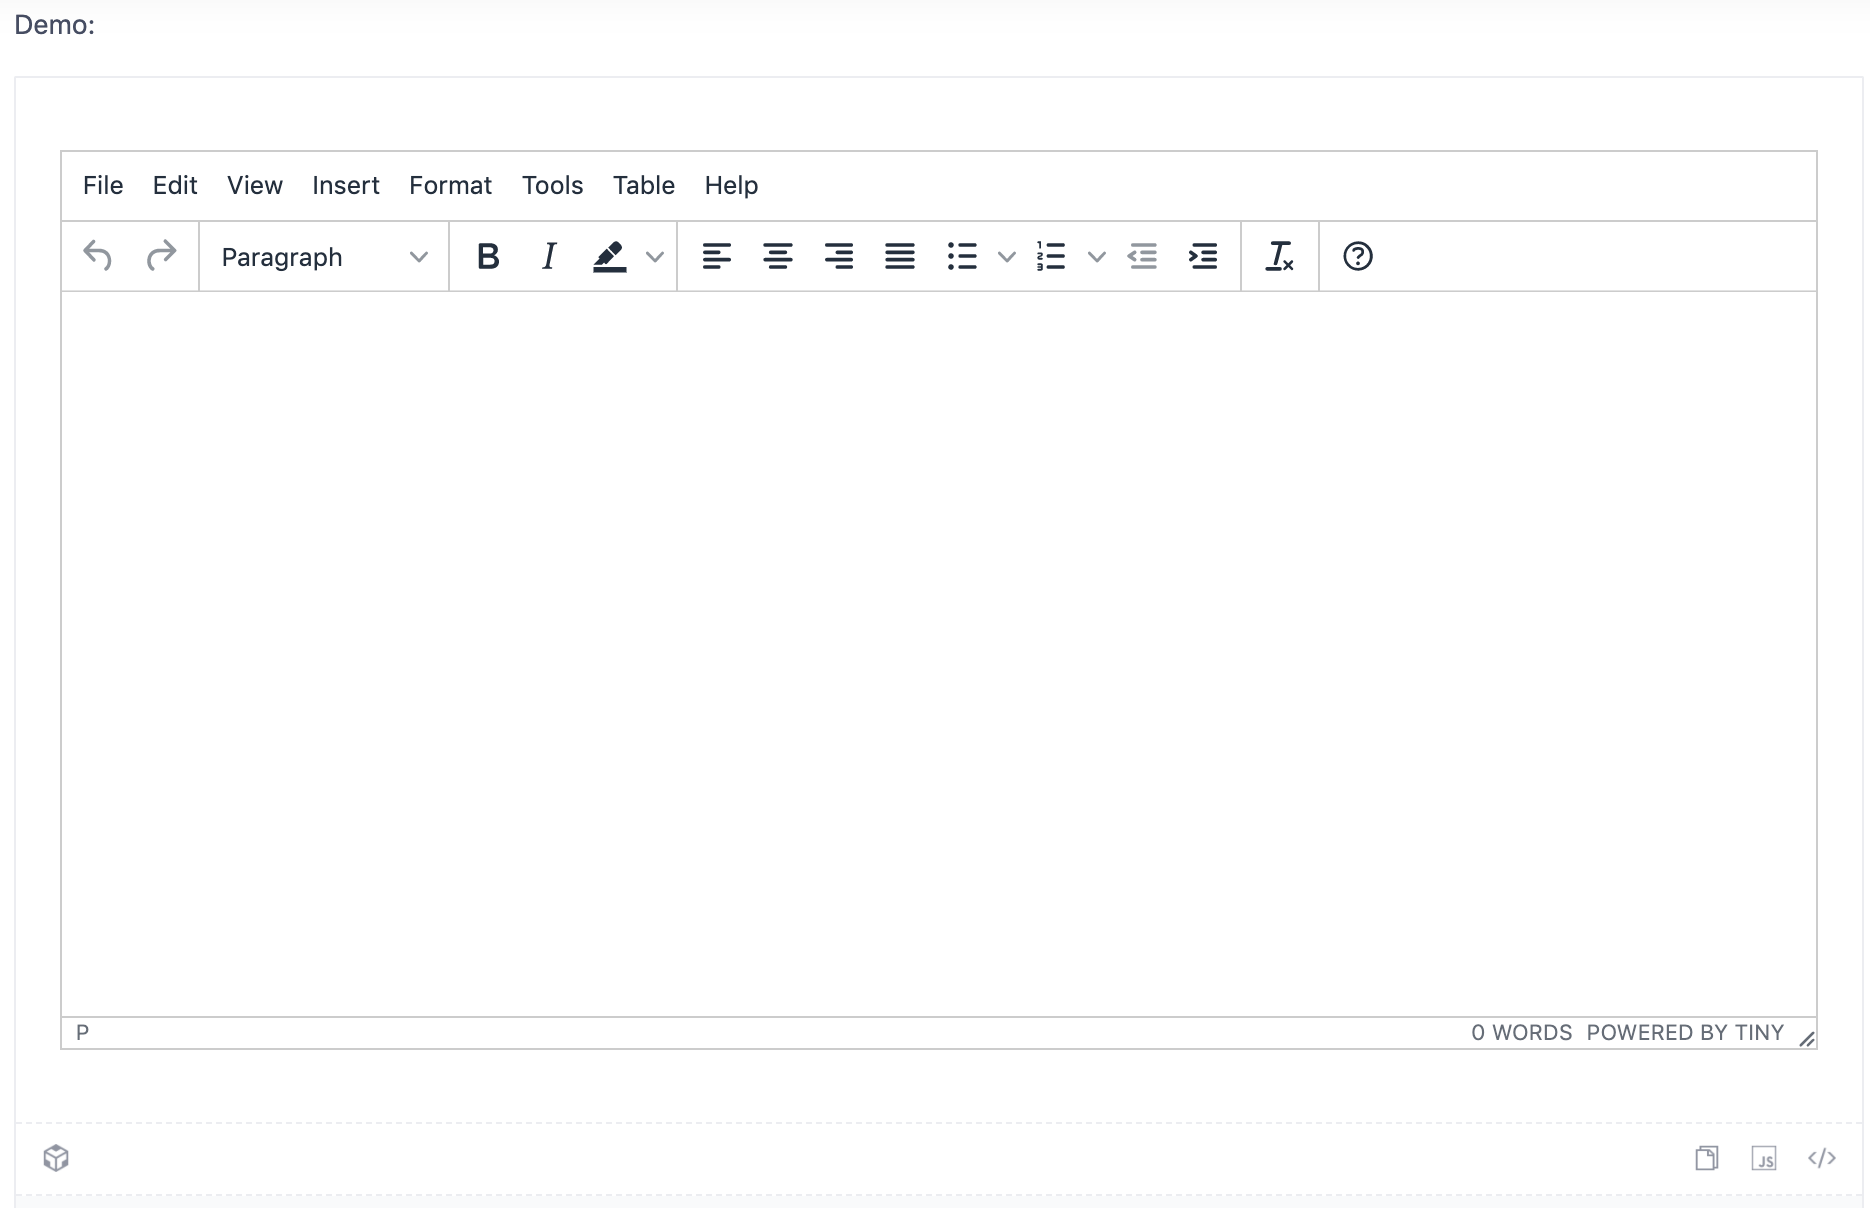 Demo:
File Edit View Insert Format Tools Table Help
Paragraph B I
P 0 WORDS POWERED BY TINY
JS </>